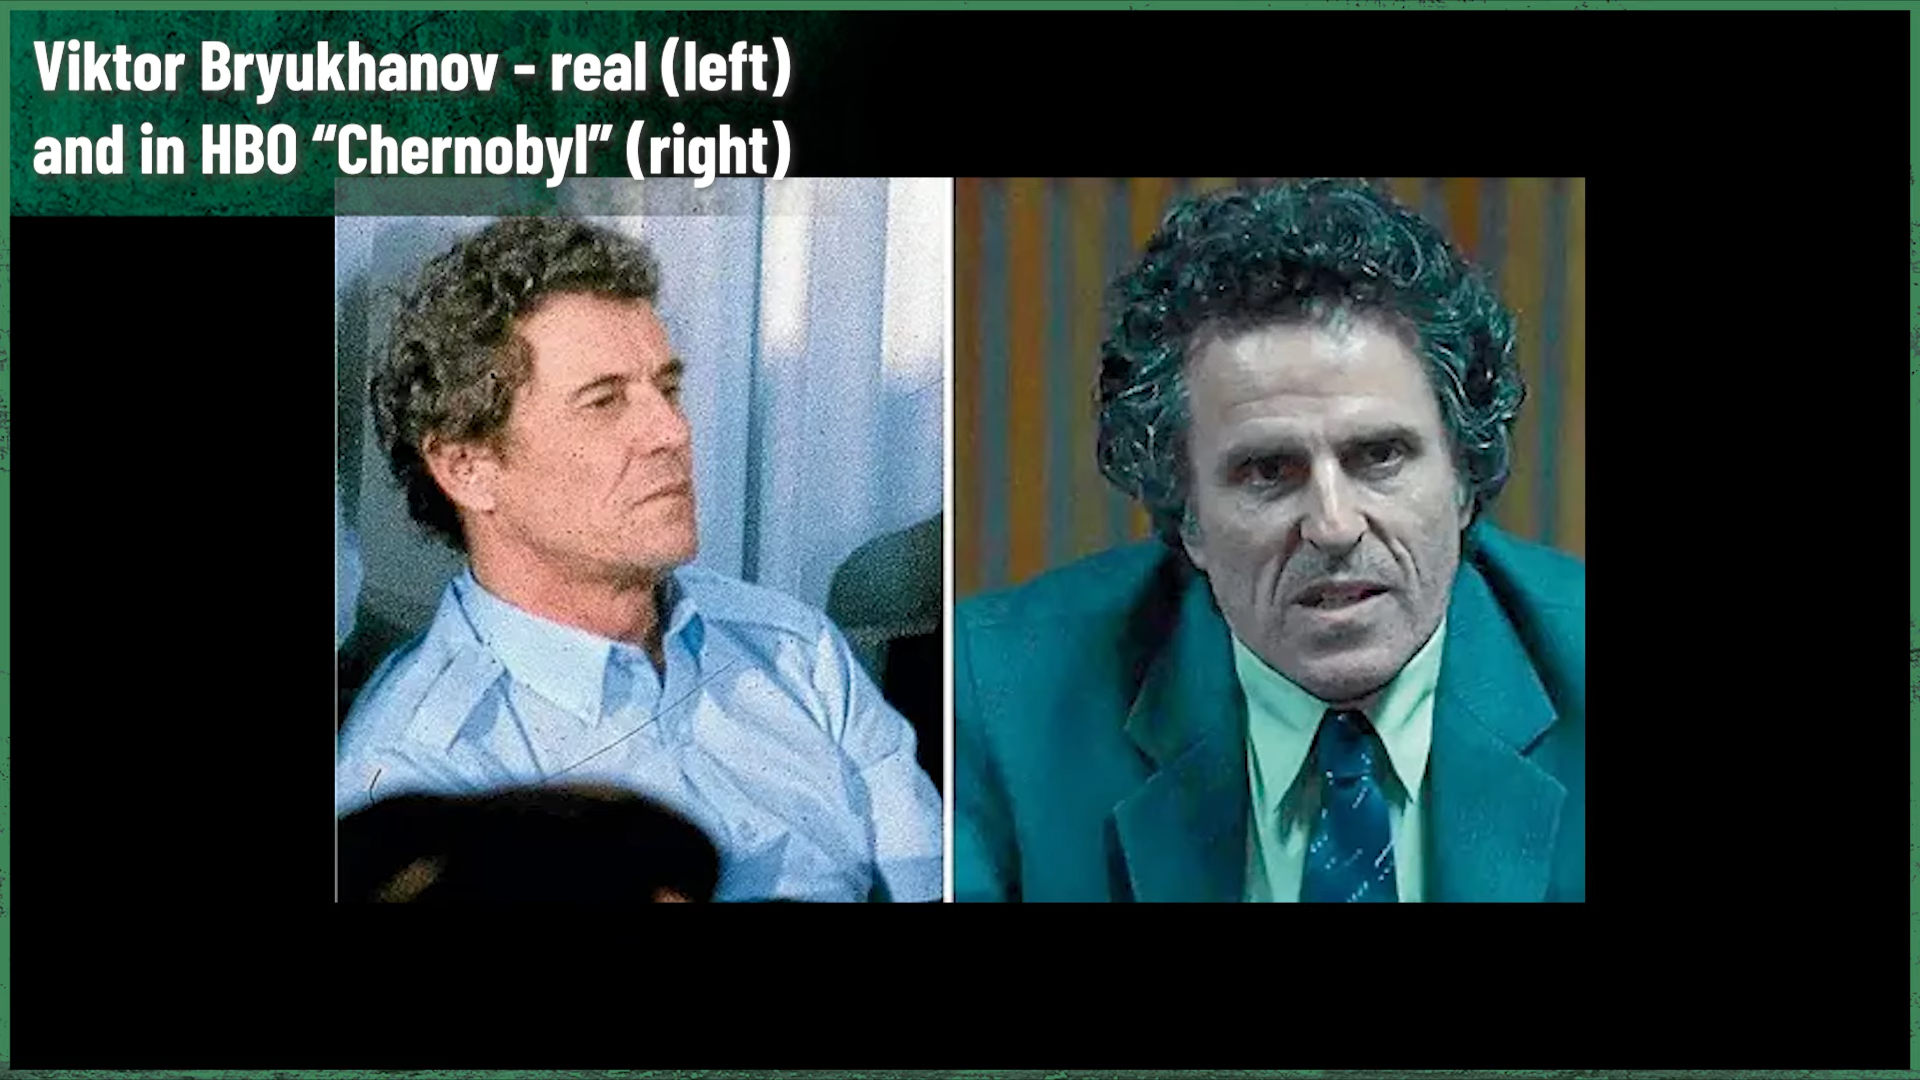 Viktor Bryukhanov - real (left)
and in HBO “Chernobyl” (right)